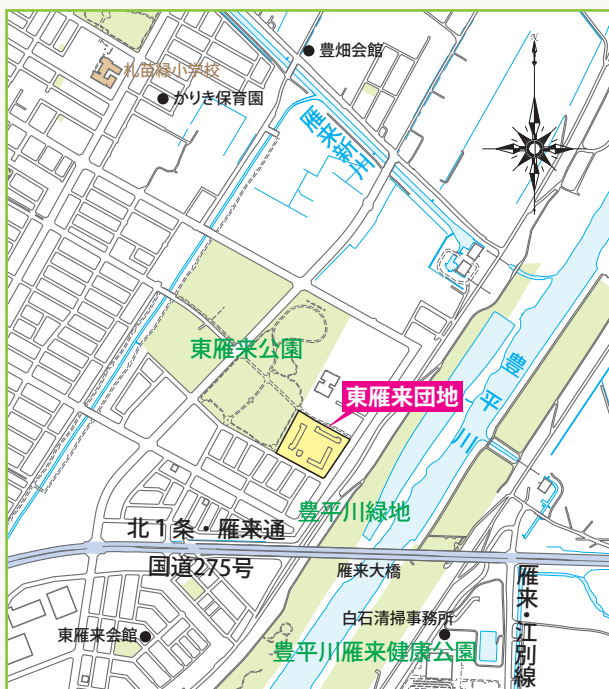 豊畑会館
札苗緑小学校
かりき保育園
N
雁来新川
東雁来公園
東雁来団地
豊平川
豊平川緑地
北1条・雁来通
国道275号
雁来大橋
雁来・江別線
白石清掃事務所
東雁来会館
豊平川雁来健康公園